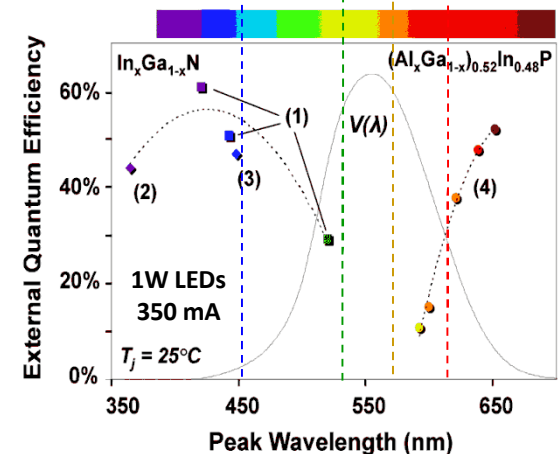 InₓGa₁₋ₓN
(AlₓGa₁₋ₓ)₀.₅₂In₀.₄₈P
External Quantum Efficiency
60%
40%
20%
0%
(1)
V(λ)
(2)
(3)
(4)
1W LEDs
350 mA
Tⱼ = 25°C
350
450
550
650
Peak Wavelength (nm)